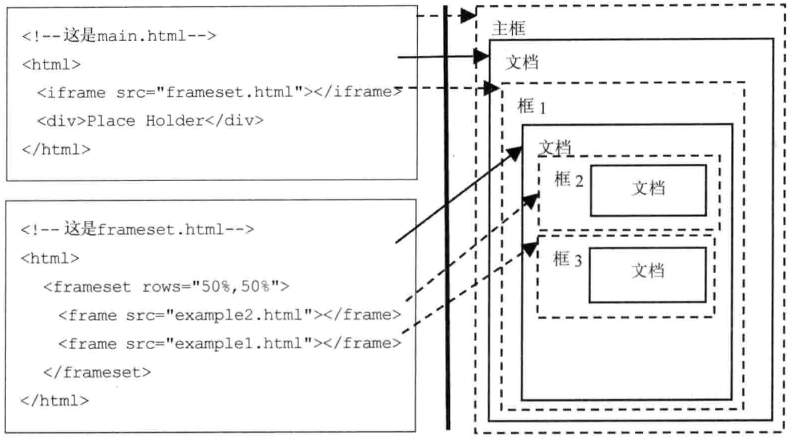 <!--这是main.html-->
<html>
<iframe src="frameset.html"></iframe>
<div>Place Holder</div>
</html>
<!--这是frameset.html-->
<html>
<frameset rows="50%,50%">
<frame src="example2.html"></frame>
<frame src="example1.html"></frame>
</frameset>
</html>
主框
文档
框 1
文档
框 2
文档
框 3
文档